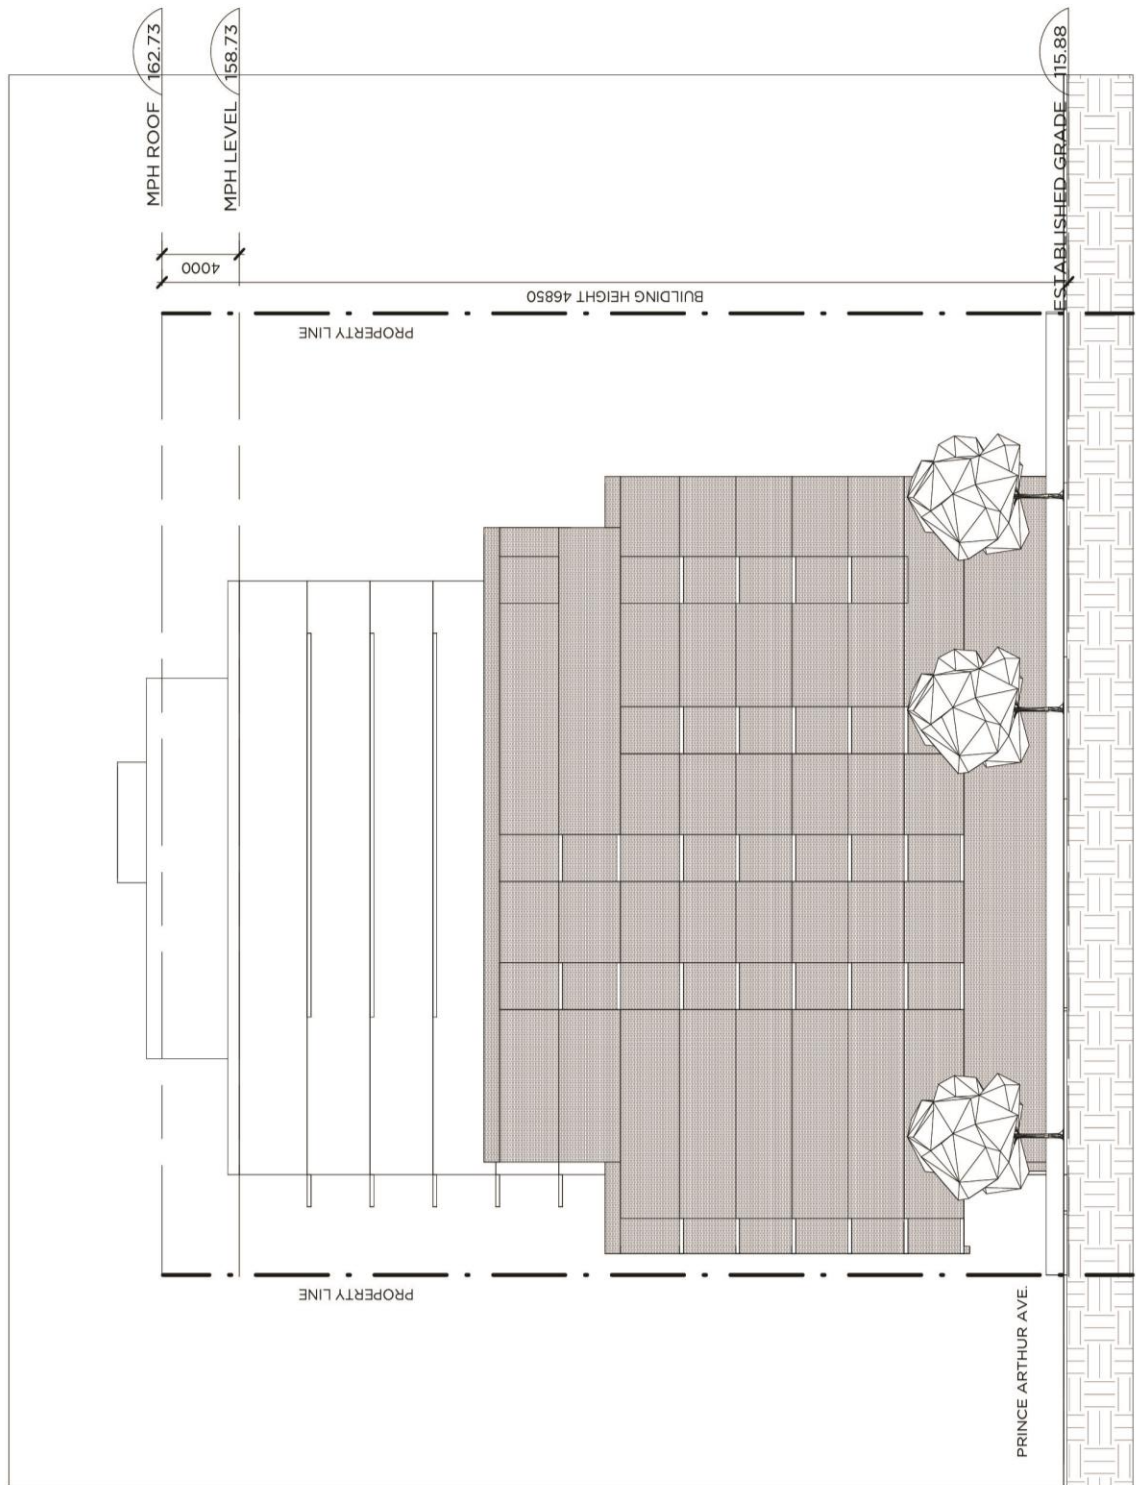 MPH ROOF 162.73
MPH LEVEL 158.73
ESTABLISHED GRADE 115.88
4000
BUILDING HEIGHT 46850
PROPERTY LINE
PROPERTY LINE
PRINCE ARTHUR AVE.